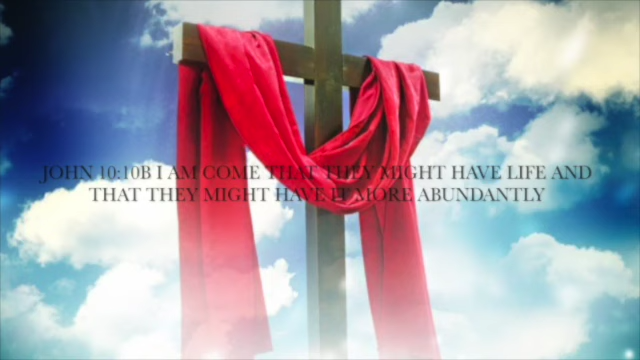 JOHN 10:10B I AM COME THAT THEY MIGHT HAVE LIFE AND
THAT THEY MIGHT HAVE IT MORE ABUNDANTLY